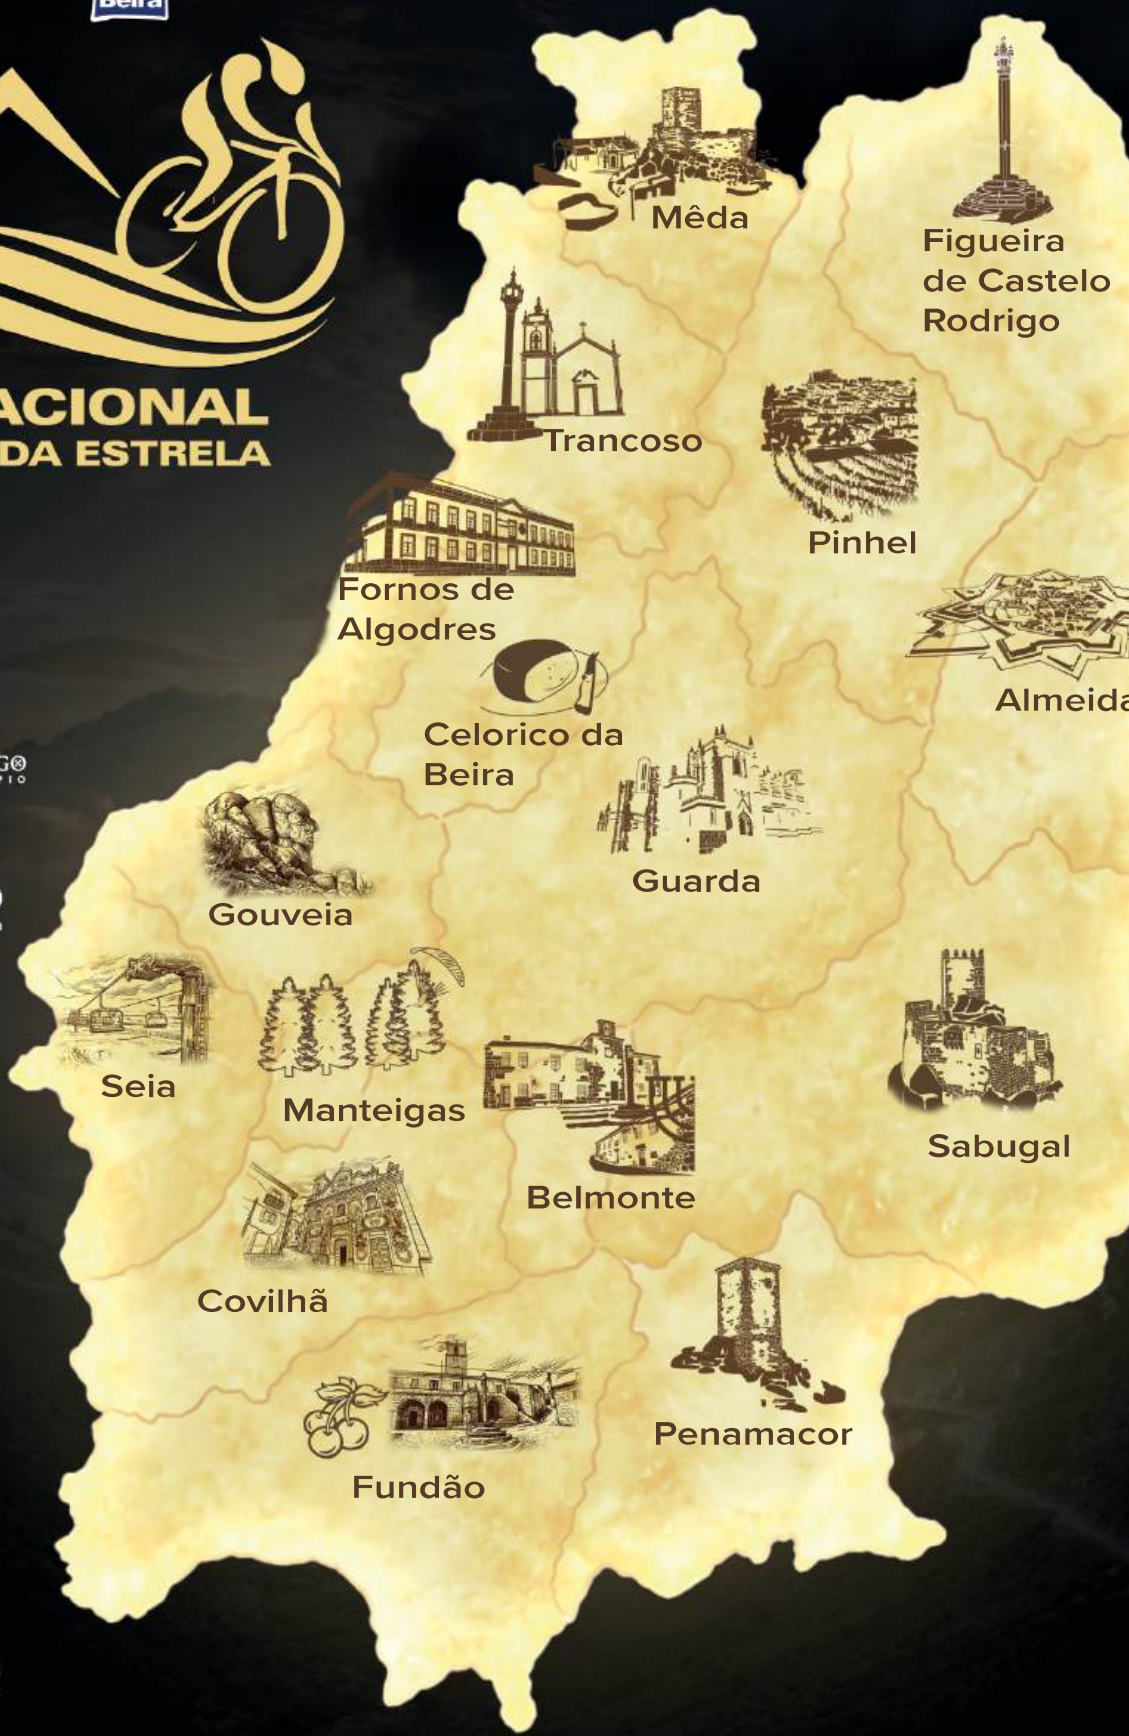 Beira
ACIONAL
DA ESTRELA
Mêda
Figueira
de Castelo
Rodrigo
Trancoso
Pinhel
Fornos de
Algodres
Almeida
Celorico da
Beira
Guarda
Gouveia
Seia
Manteigas
Sabugal
Belmonte
Covilhã
Penamacor
Fundão